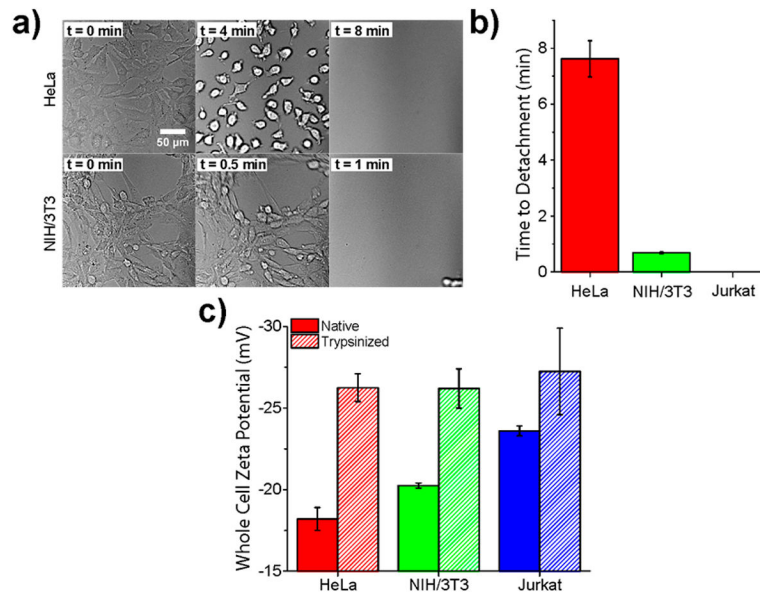 a)
t = 0 min
t = 4 min
t = 8 min
HeLa
50 µm
t = 0 min
t = 0.5 min
t = 1 min
NIH/3T3
b)
Time to Detachment (min)
8
6
4
2
0
HeLa
NIH/3T3
Jurkat
c)
Whole Cell Zeta Potential (mV)
-30
-25
-20
-15
Native
Trypsinized
HeLa
NIH/3T3
Jurkat